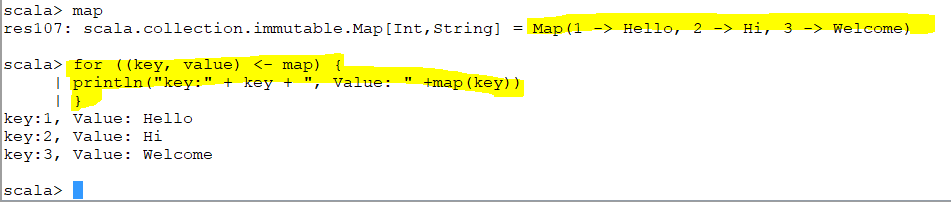 scala> map
res107: scala.collection.immutable.Map[Int,String] = Map(1 -> Hello, 2 -> Hi, 3 -> Welcome)
scala> for ((key, value) <- map) {
| println("key:" + key + ", Value: " +map(key))
| }
key:1, Value: Hello
key:2, Value: Hi
key:3, Value: Welcome
scala>